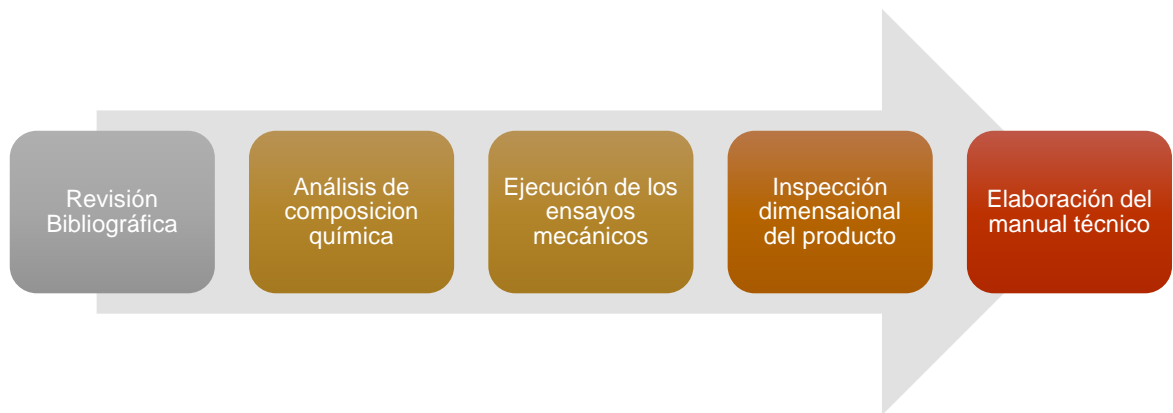 Revisión
Bibliográfica
Análisis de
composicion
química
Ejecución de los
ensayos
mecánicos
Inspección
dimensaional
del producto
Elaboración del
manual técnico